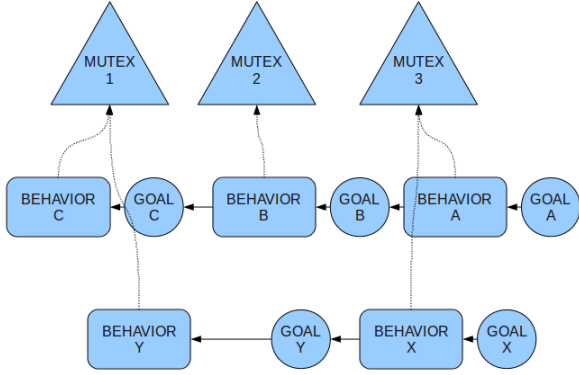 MUTEX
1
MUTEX
2
MUTEX
3
BEHAVIOR
C
GOAL
C
BEHAVIOR
B
GOAL
B
BEHAVIOR
A
GOAL
A
BEHAVIOR
Y
GOAL
Y
BEHAVIOR
X
GOAL
X